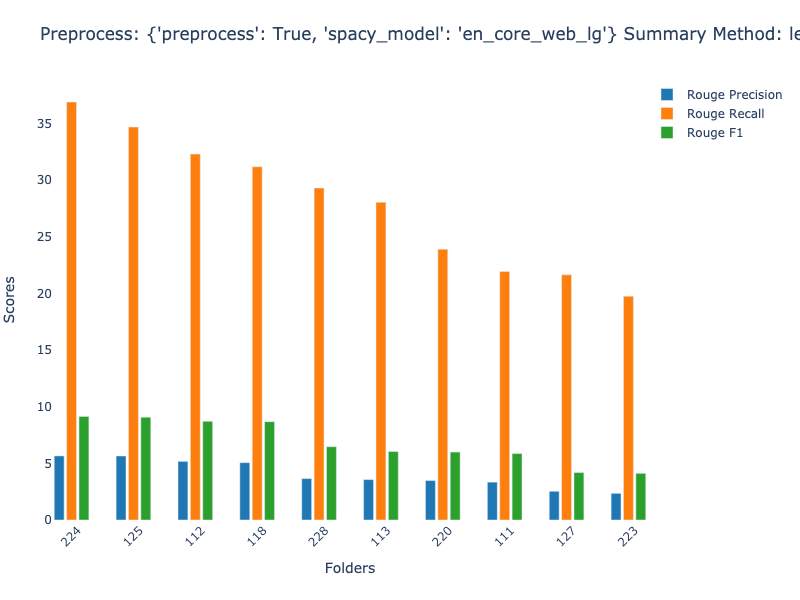 Preprocess: {'preprocess': True, 'spacy_model': 'en_core_web_lg'} Summary Method: le
Rouge Precision
Rouge Recall
Rouge F1
35
30
25
20
15
10
5
0
Scores
224 125 112 118 228 113 220 111 127 223
Folders